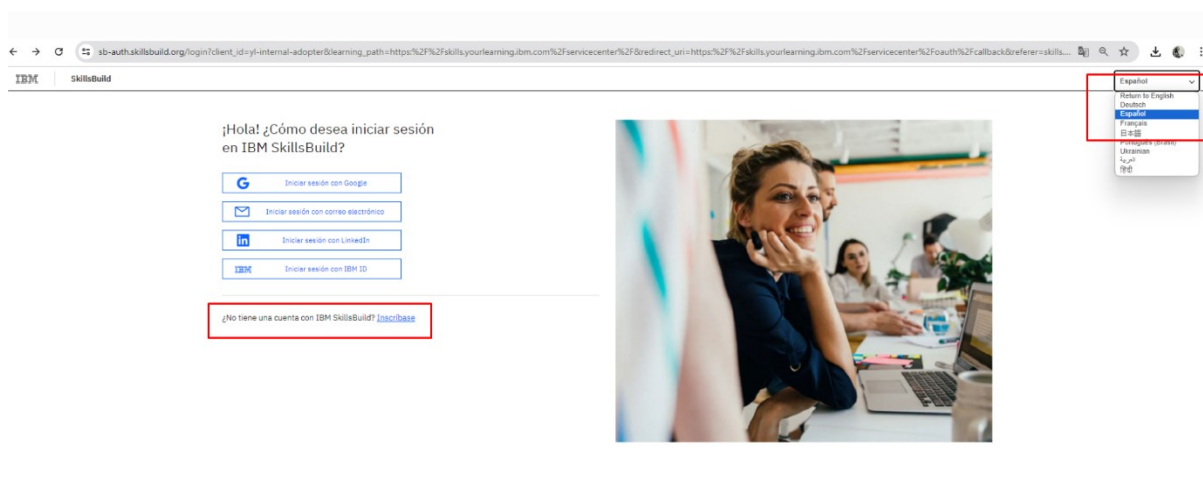 sb-auth.skillsbuild.org/login?client_id=yl-internal-adopter&learning_path=https:%2F%2Fskills.yourlearning.ibm.com%2Fservicecenter%2F&redirect_uri=https:%2F%2Fskills.yourlearning.ibm.com%2Fservicecenter%2Foauth%2Fcallback&referer=skills....
IBM SkillsBuild
Español
Return to English
Deutsch
Español
Français
日本語
Português (Brasil)
Ukrainian
العربية
हिंदी
¡Hola! ¿Cómo desea iniciar sesión
en IBM SkillsBuild?
Iniciar sesión con Google
Iniciar sesión con correo electrónico
in Iniciar sesión con LinkedIn
IBM Iniciar sesión con IBM ID
¿No tiene una cuenta con IBM SkillsBuild? Inscríbase